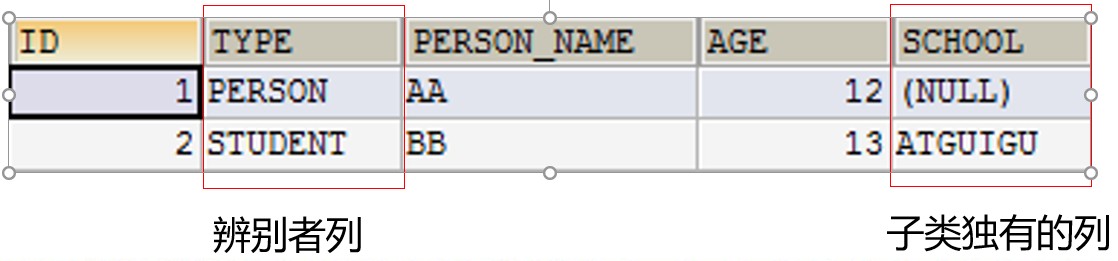 ID TYPE PERSON_NAME AGE SCHOOL
1 PERSON AA 12 (NULL)
2 STUDENT BB 13 ATGUIGU
辨别者列 子类独有的列